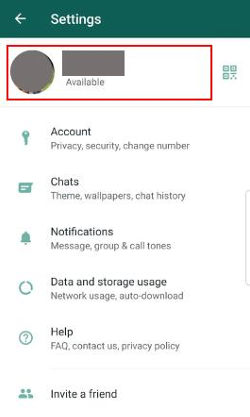 Settings
Available
Account
Privacy, security, change number
Chats
Theme, wallpapers, chat history
Notifications
Message, group & call tones
Data and storage usage
Network usage, auto-download
Help
FAQ, contact us, privacy policy
Invite a friend